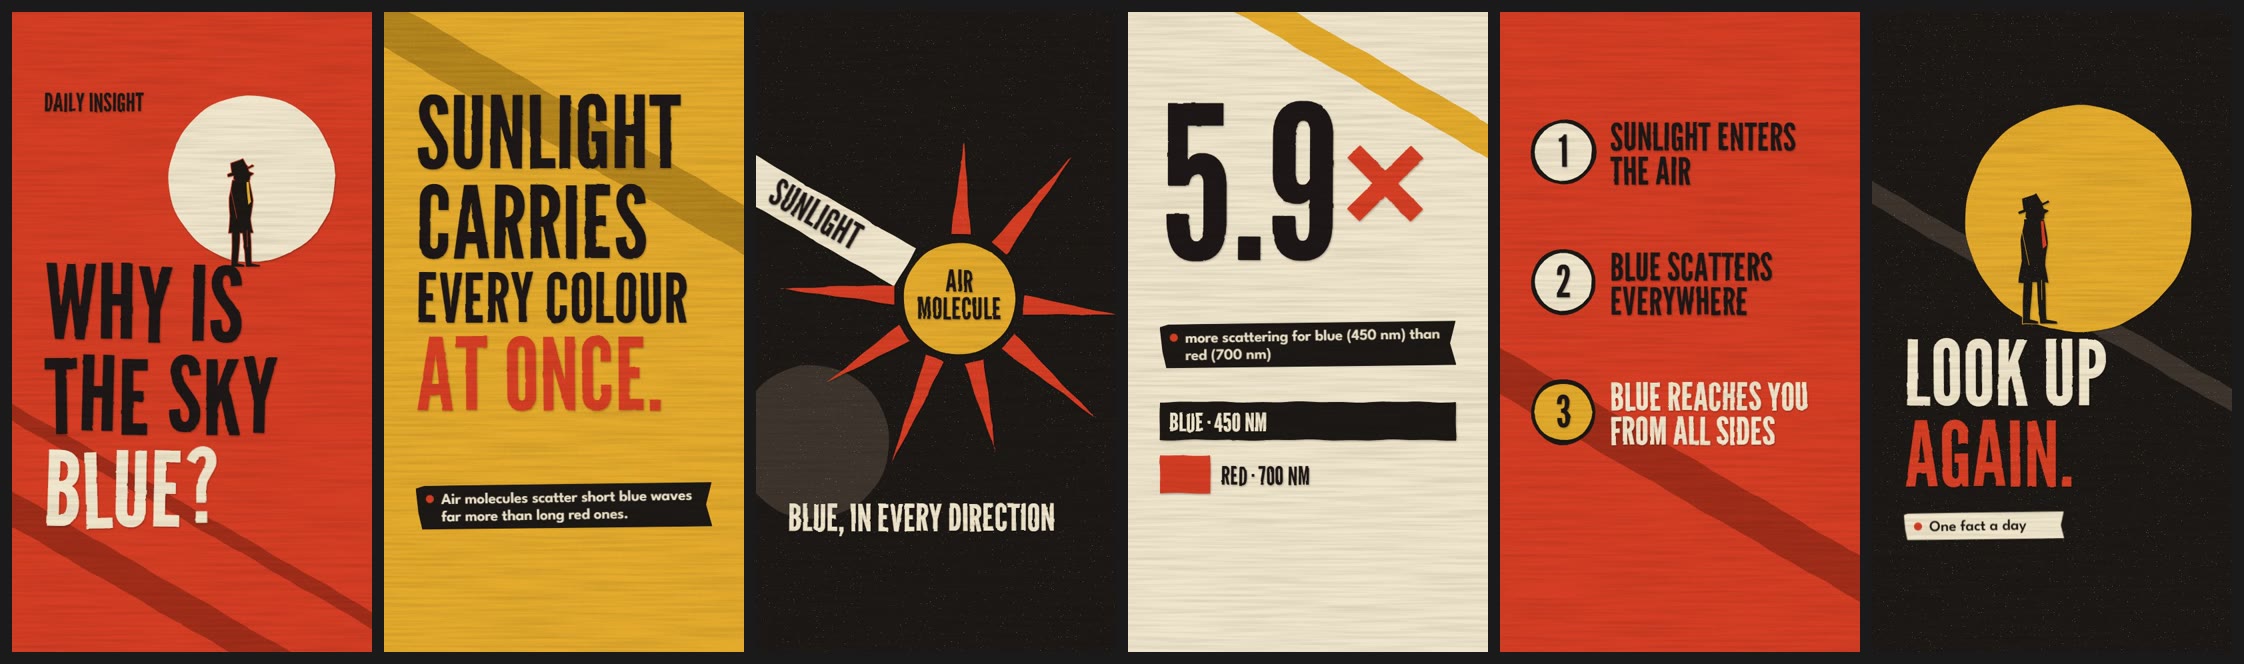 DAILY INSIGHT
WHY IS
THE SKY
BLUE?
SUNLIGHT
CARRIES
EVERY COLOUR
AT ONCE.
Air molecules scatter short blue waves
far more than long red ones.
SUNLIGHT
AIR
MOLECULE
BLUE, IN EVERY DIRECTION
5.9×
more scattering for blue (450 nm) than
red (700 nm)
BLUE · 450 NM
RED · 700 NM
1
SUNLIGHT ENTERS
THE AIR
2
BLUE SCATTERS
EVERYWHERE
3
BLUE REACHES YOU
FROM ALL SIDES
LOOK UP
AGAIN.
One fact a day